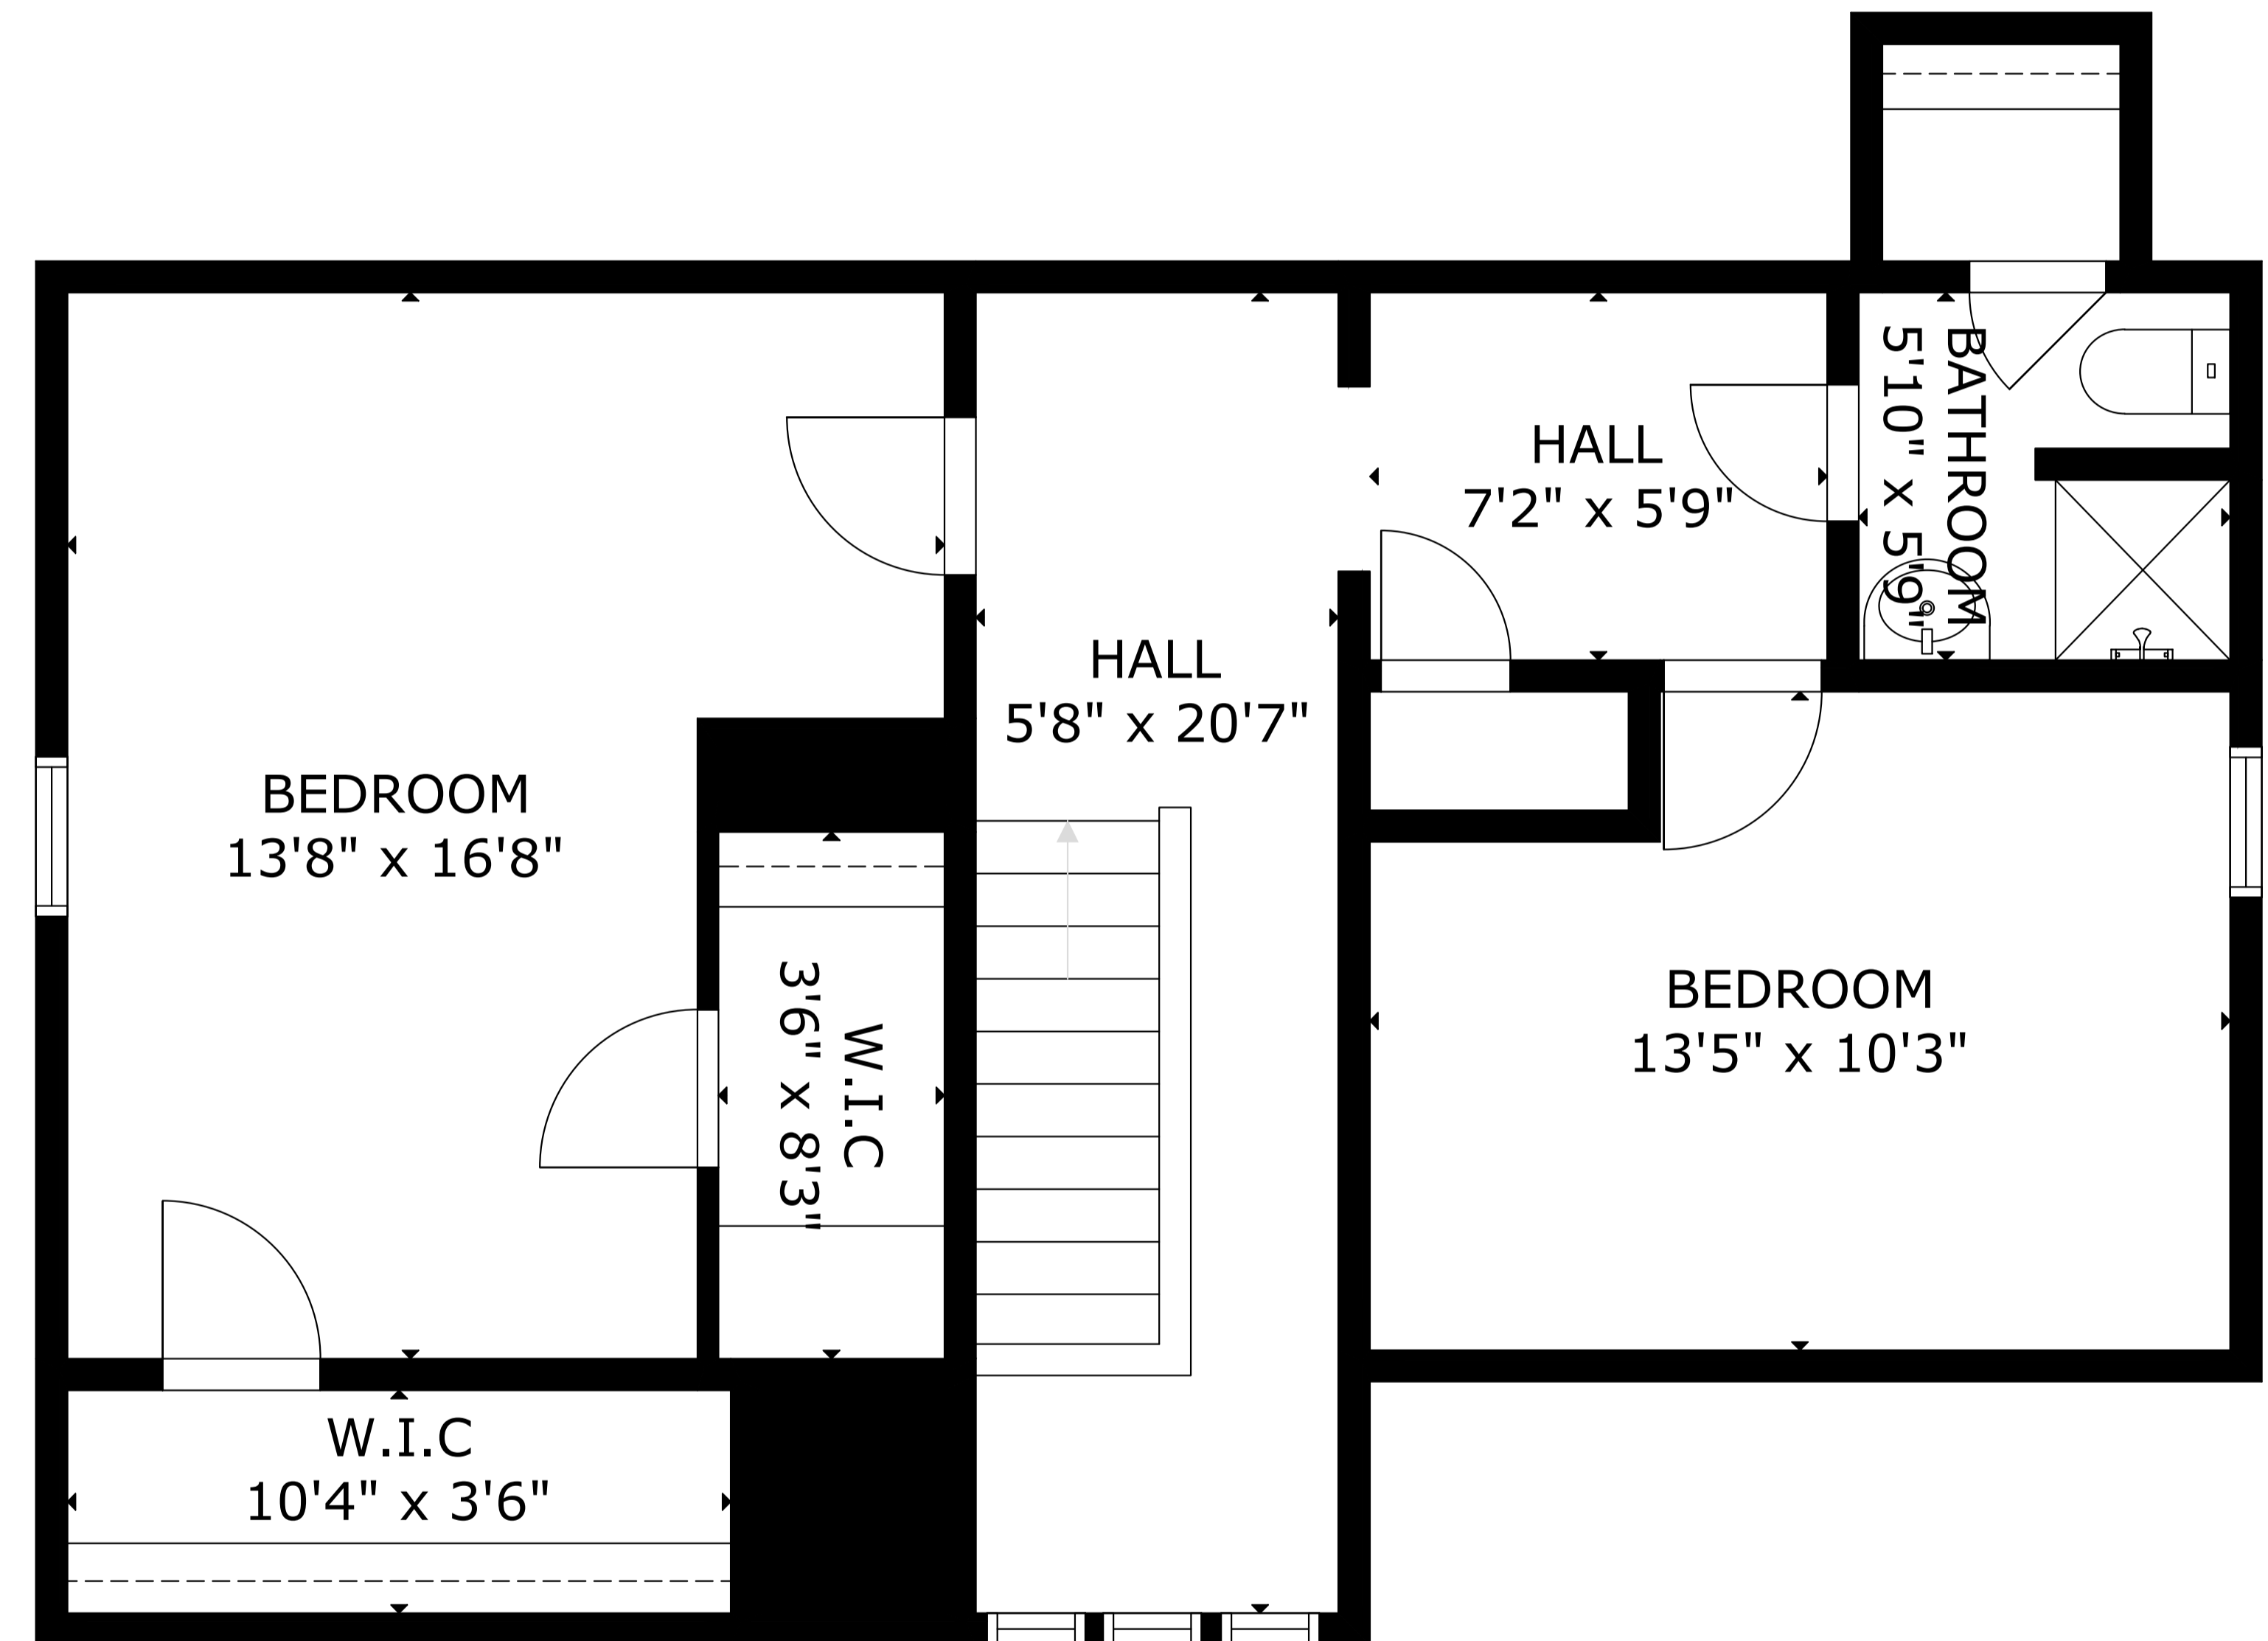 BATHROOM
5'10" x 5'9"
HALL
7'2" x 5'9"
HALL
5'8" x 20'7"
BEDROOM
13'8" x 16'8"
W.I.C
3'6" x 8'3"
BEDROOM
13'5" x 10'3"
W.I.C
10'4" x 3'6"